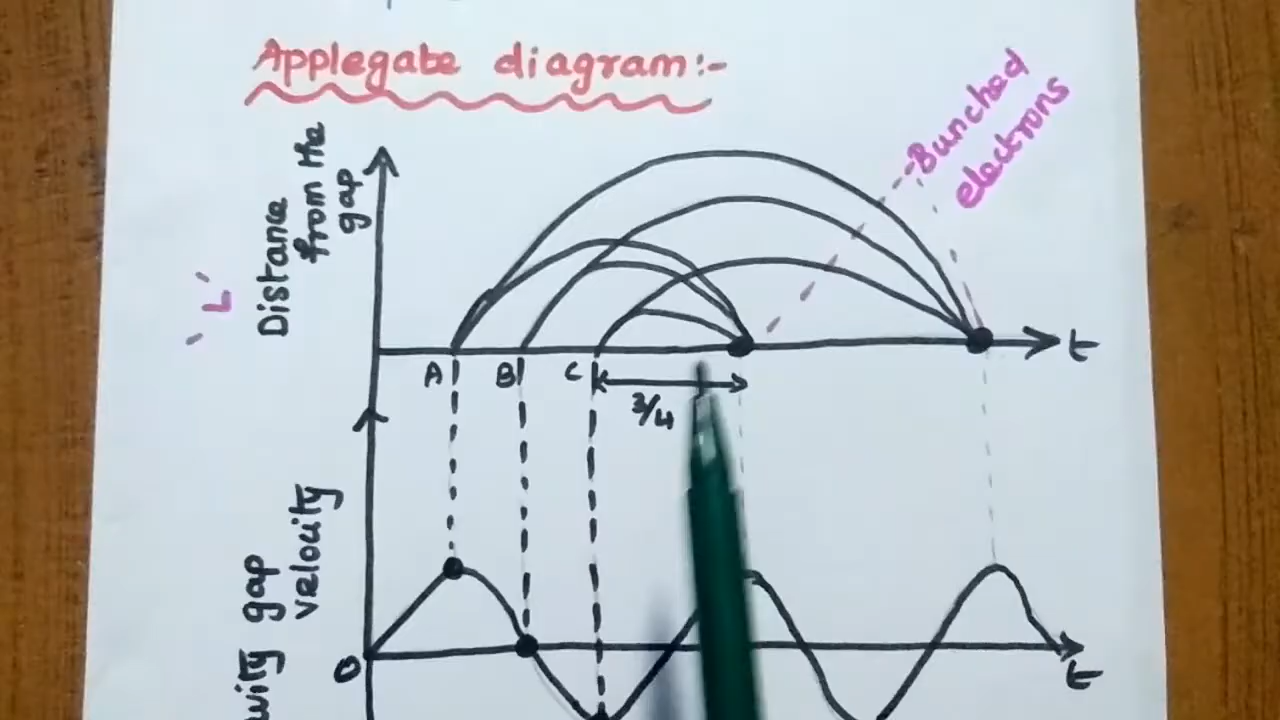 Applegate diagram:-
Bunched
electrons
Distance
from the
gap
'L'
t
A B C
3/4
velocity
gap
O
t